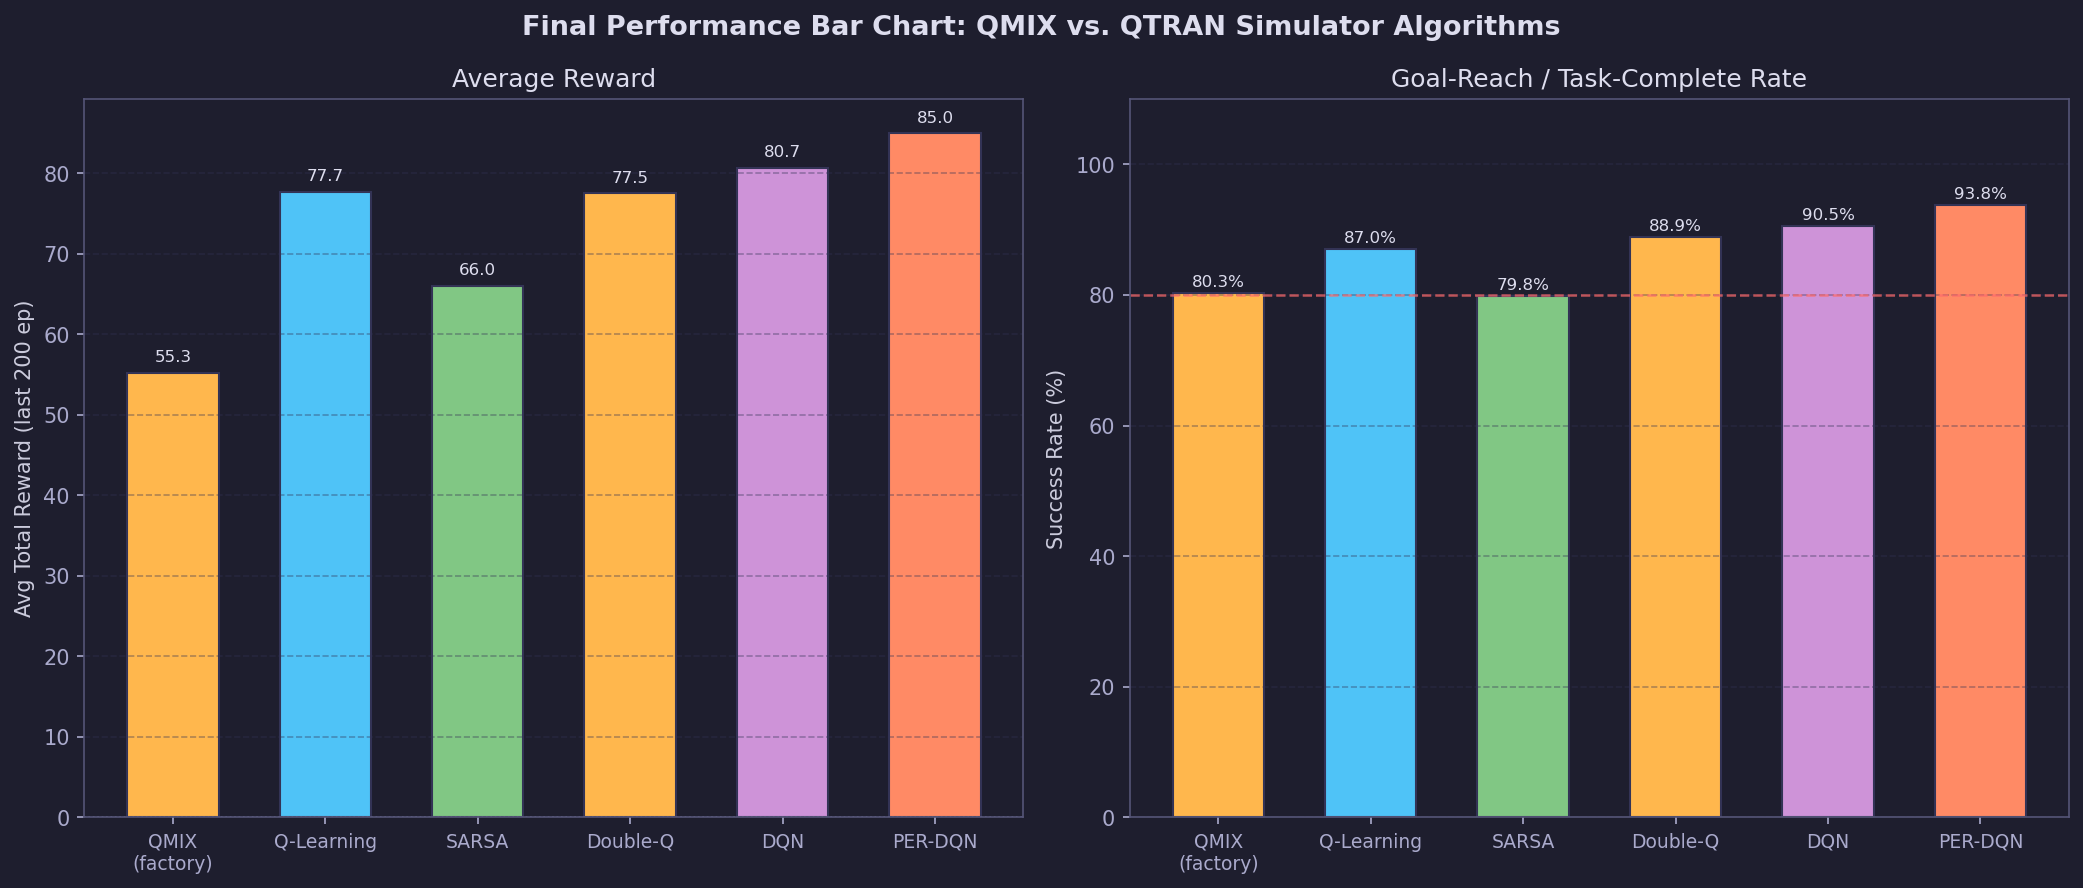 Final Performance Bar Chart: QMIX vs. QTRAN Simulator Algorithms
Average Reward
Avg Total Reward (last 200 ep)
80
70
60
50
40
30
20
10
0
55.3
77.7
66.0
77.5
80.7
85.0
QMIX
(factory)
Q-Learning
SARSA
Double-Q
DQN
PER-DQN
Goal-Reach / Task-Complete Rate
Success Rate (%)
100
80
60
40
20
0
80.3%
87.0%
79.8%
88.9%
90.5%
93.8%
QMIX
(factory)
Q-Learning
SARSA
Double-Q
DQN
PER-DQN